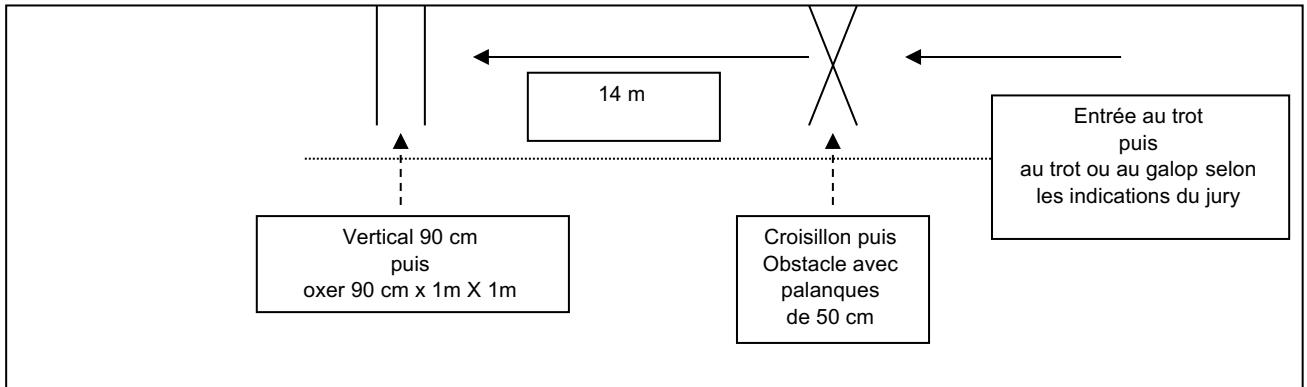 14 m
Entrée au trot
puis
au trot ou au galop selon
les indications du jury
Vertical 90 cm
puis
oxer 90 cm x 1m X 1m
Croisillon puis
Obstacle avec
palanques
de 50 cm